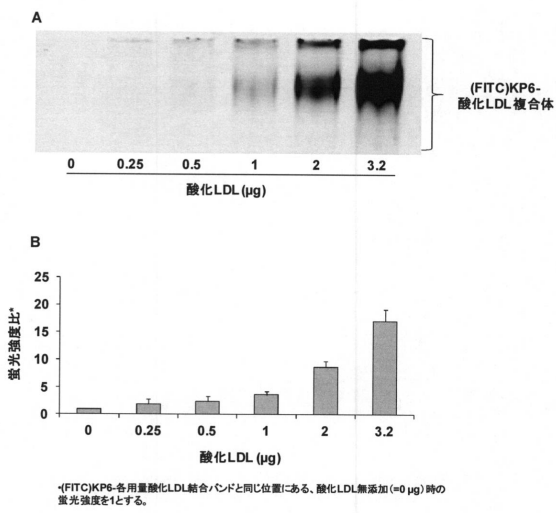 A
(FITC)KP6-
酸化LDL複合体
0 0.25 0.5 1 2 3.2
酸化LDL (μg)
B
25
20
15
10
5
0
蛍光強度比*
0 0.25 0.5 1 2 3.2
酸化LDL (μg)
*(FITC)KP6-各用量酸化LDL結合バンドと同じ位置にある、酸化LDL無添加(=0 μg) 時の
蛍光強度を1とする。